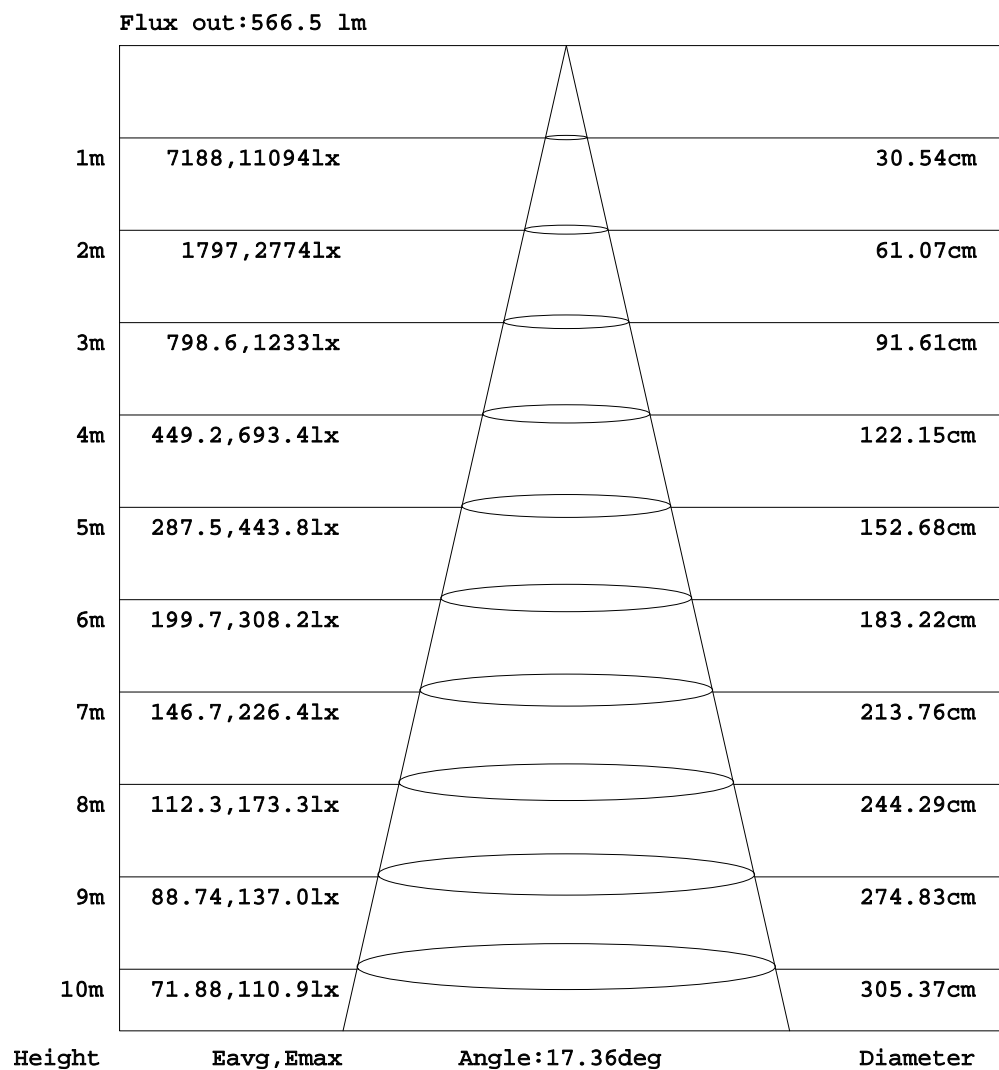 Flux out:566.5 lm
1m 7188,11094lx 30.54cm
2m 1797,2774lx 61.07cm
3m 798.6,1233lx 91.61cm
4m 449.2,693.4lx 122.15cm
5m 287.5,443.8lx 152.68cm
6m 199.7,308.2lx 183.22cm
7m 146.7,226.4lx 213.76cm
8m 112.3,173.3lx 244.29cm
9m 88.74,137.0lx 274.83cm
10m 71.88,110.9lx 305.37cm
Height Eavg,Emax Angle:17.36deg Diameter